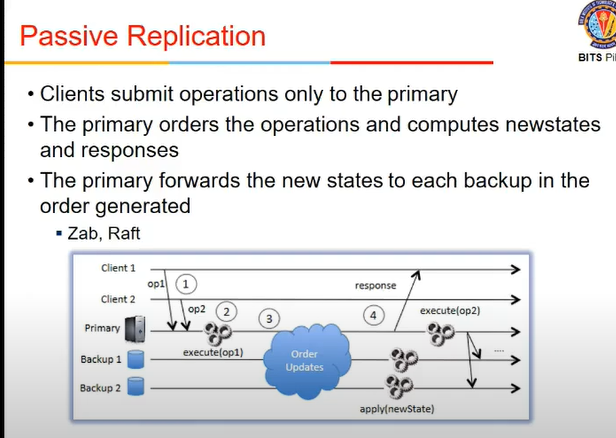 Passive Replication
BITS Pi
• Clients submit operations only to the primary
• The primary orders the operations and computes newstates
and responses
• The primary forwards the new states to each backup in the
order generated
▪ Zab, Raft
Client 1
op1
1
response
Client 2
op2
2
3
4
execute(op2)
Primary
execute(op1)
Order
Updates
....
Backup 1
Backup 2
apply(newState)